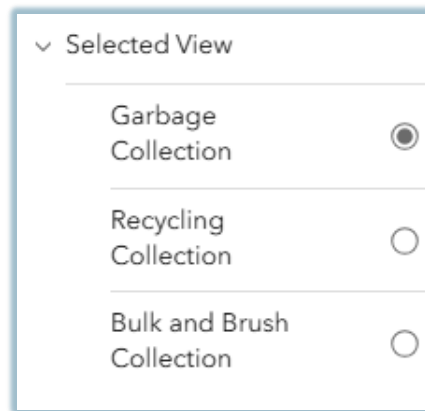 Selected View
Garbage
Collection
Recycling
Collection
Bulk and Brush
Collection